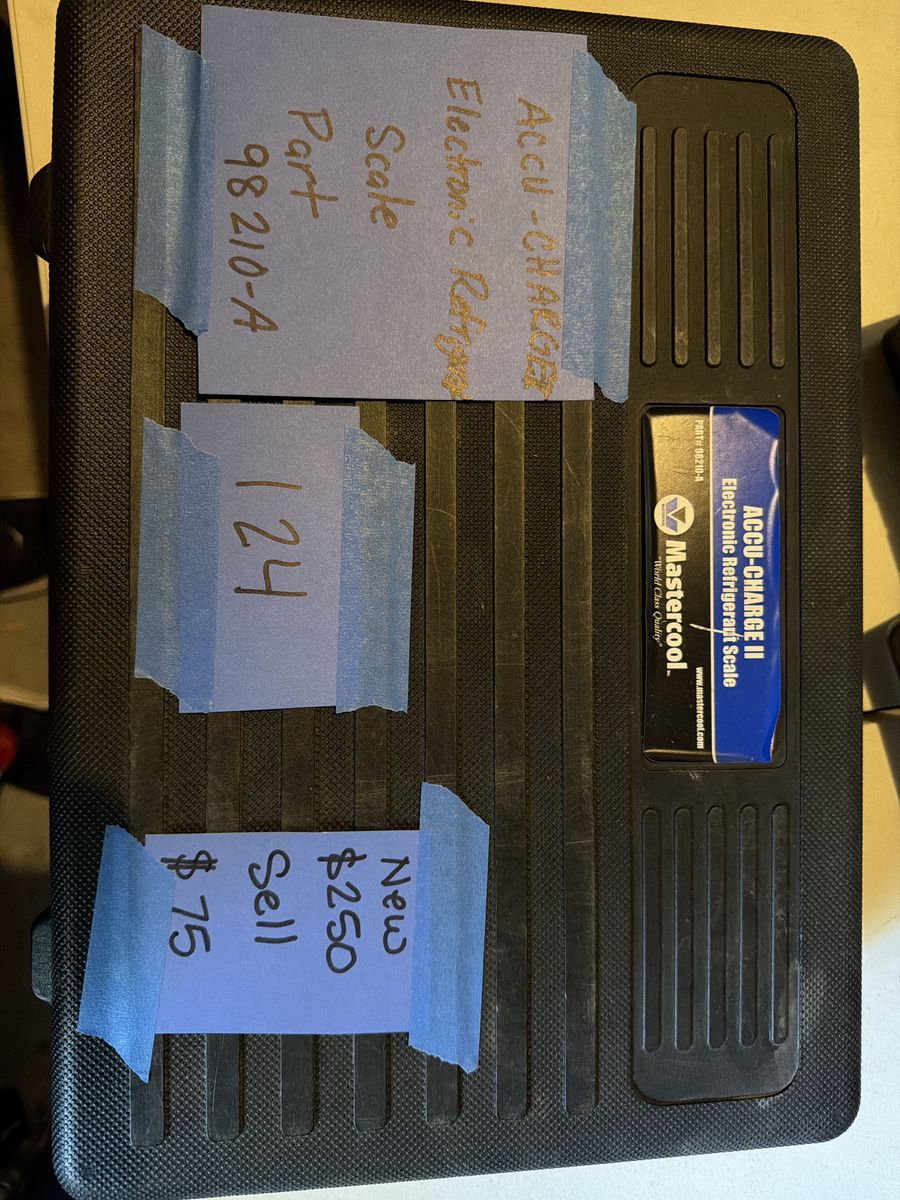 ACCU-CHARGE
Electronic
Scale
Part
98210-A
124
New
$250
Sell
$75
ACCU-CHARGE II
Electronic Refrigerant Scale
PART# 98210-A
Mastercool
"World Class Quality"
www.mastercool.com